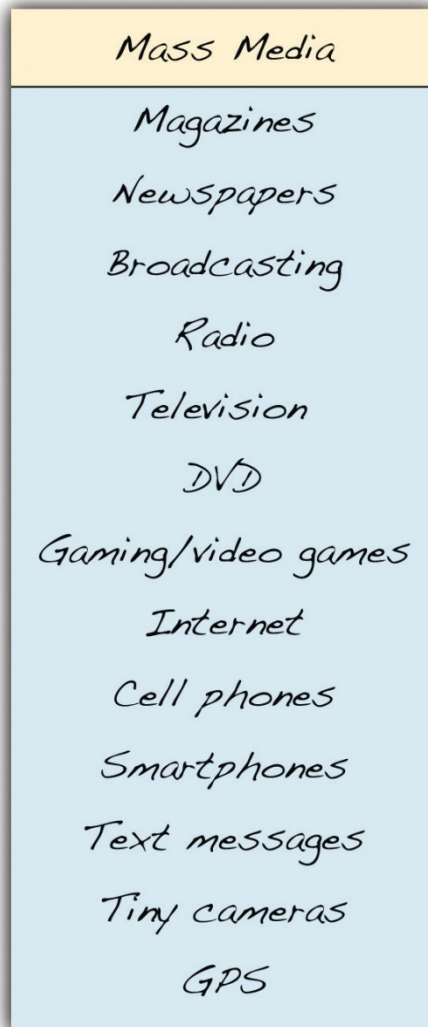 Mass Media
Magazines
Newspapers
Broadcasting
Radio
Television
DVD
Gaming/video games
Internet
Cell phones
Smartphones
Text messages
Tiny cameras
GPS